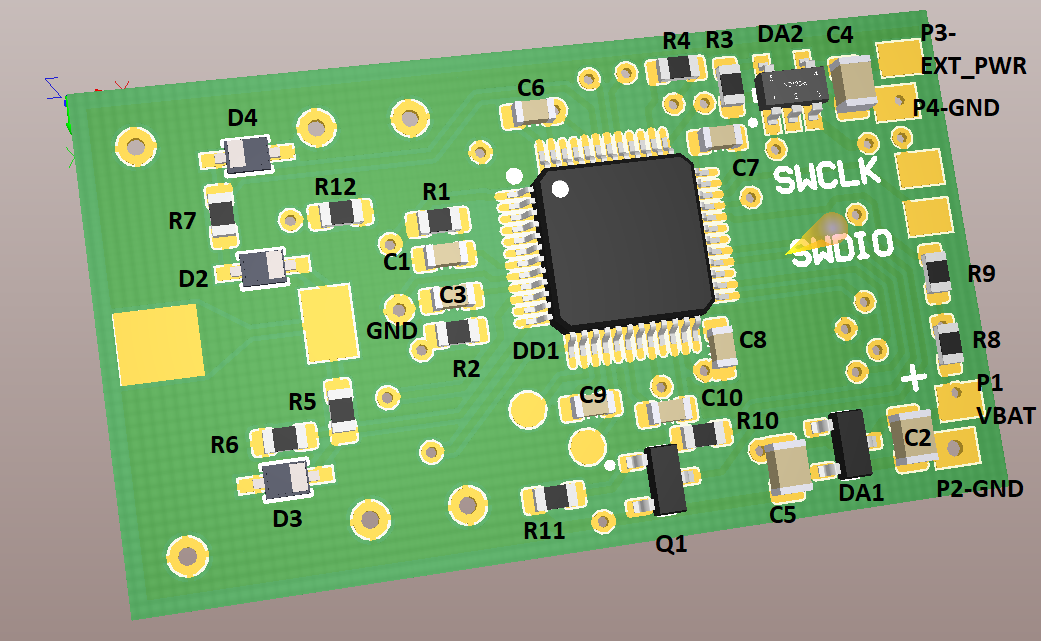 P3-
DA2
C4
R4
R3
EXT_PWR
C6
P4-GND
D4
C7
SWCLK
R12
R1
R7
SWDIO
C1
R9
D2
C3
GND
R2
DD1
C8
R8
P1
C9
C10
R5
VBAT
R10
C2
R6
P2-GND
DA1
D3
C5
R11
Q1